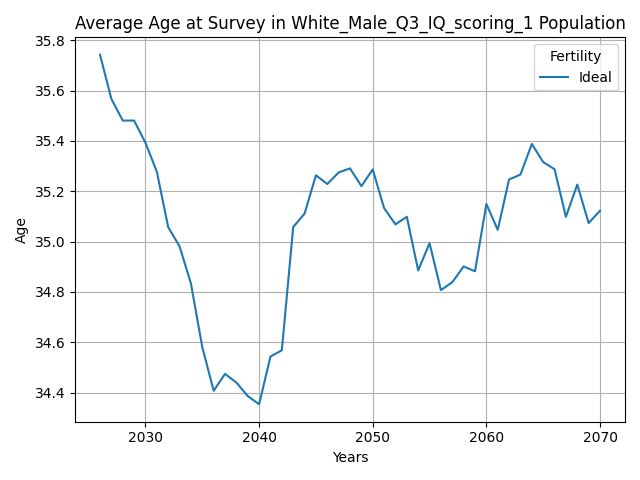 Average Age at Survey in White_Male_Q3_IQ_scoring_1 Population
35.8
35.6
35.4
35.2
35.0
34.8
34.6
34.4
Age
Fertility
Ideal
2030
2040
2050
2060
2070
Years